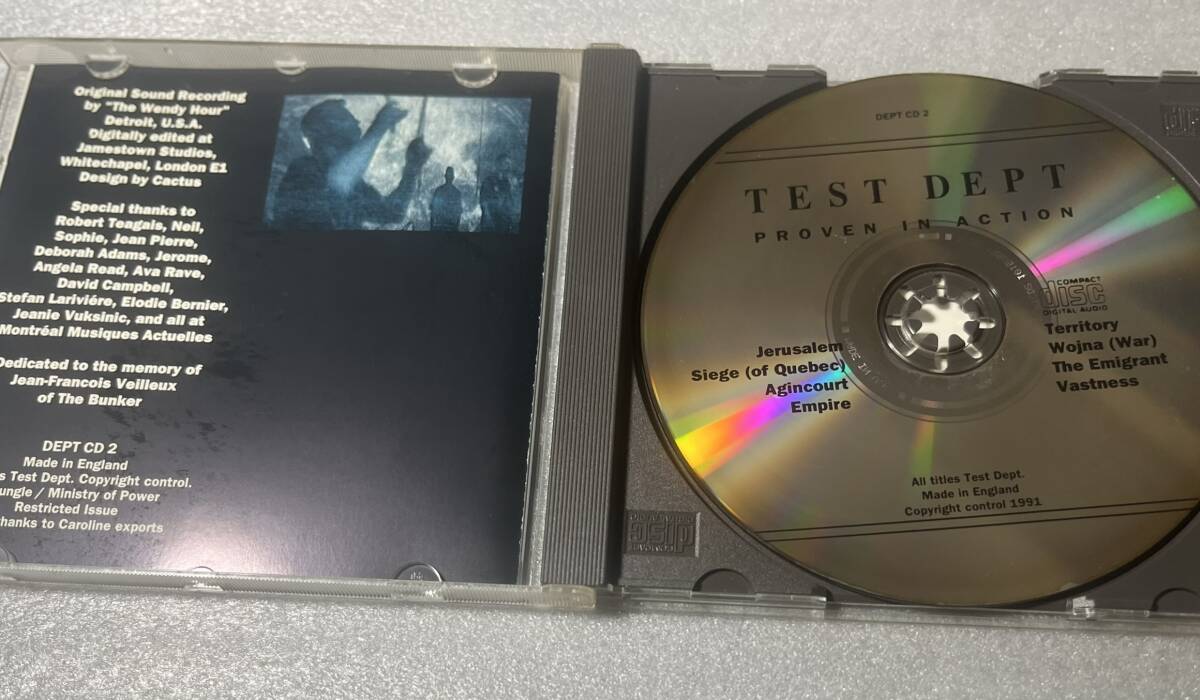 Original Sound Recording
by "The Wendy Hour"
Detroit, U.S.A.
Digitally edited at
Jamestown Studios,
Whitechapel, London E1
Design by Cactus
Special thanks to
Robert Teagais, Neil,
Sophie, Jean Pierre,
Deborah Adams, Jerome,
Angela Read, Ava Rave,
David Campbell,
Stefan Lariviére, Elodie Bernier,
Jeanie Vuksinic, and all at
Montréal Musiques Actuelles
Dedicated to the memory of
Jean-Francois Veilleux
of The Bunker
DEPT CD 2
Made in England
Test Dept. Copyright control.
/ Ministry of Power
Restricted Issue
thanks to Caroline exports
DEPT CD 2
TEST DEPT
PROVEN IN ACTION
COMPACT
disc
DIGITAL AUDIO
Jerusalem
Siege (of Quebec)
Agincourt
Empire
Territory
Wojna (War)
The Emigrant
Vastness
All titles Test Dept.
Made in England
Copyright control 1991